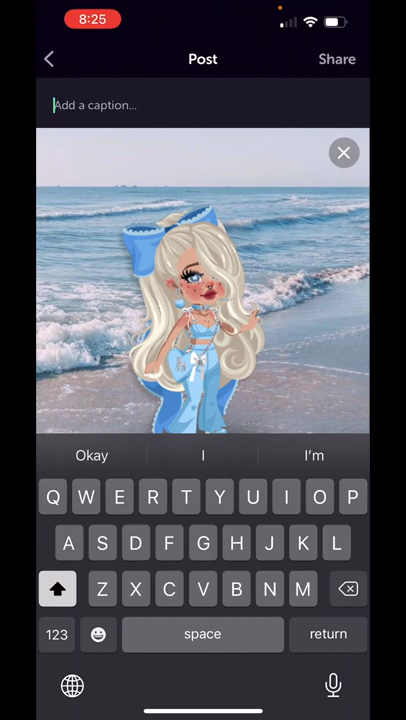 8:25
Post Share
Add a caption...
Okay I I'm
Q W E R T Y U I O P
A S D F G H J K L
Z X C V B N M
123 space return